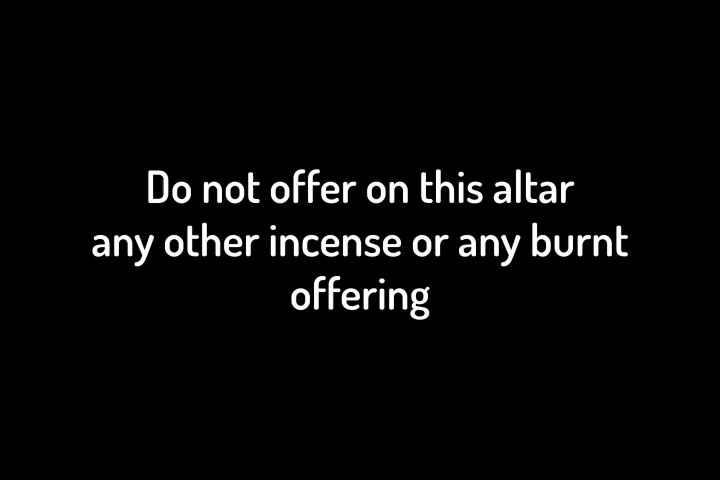 Do not offer on this altar
any other incense or any burnt
offering